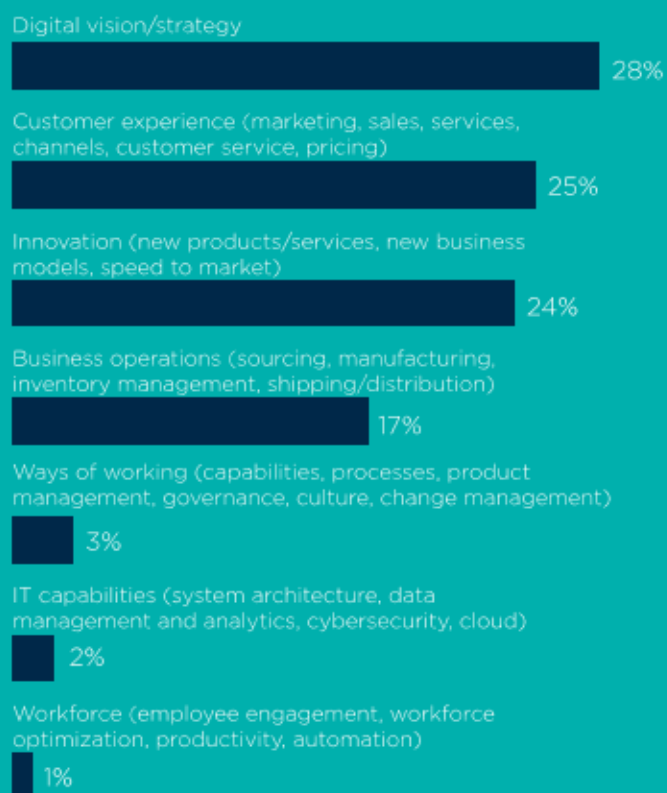 Digital vision/strategy
28%
Customer experience (marketing, sales, services,
channels, customer service, pricing)
25%
Innovation (new products/services, new business
models, speed to market)
24%
Business operations (sourcing, manufacturing,
inventory management, shipping/distribution)
17%
Ways of working (capabilities, processes, product
management, governance, culture, change management)
3%
IT capabilities (system architecture, data
management and analytics, cybersecurity, cloud)
2%
Workforce (employee engagement, workforce
optimization, productivity, automation)
1%